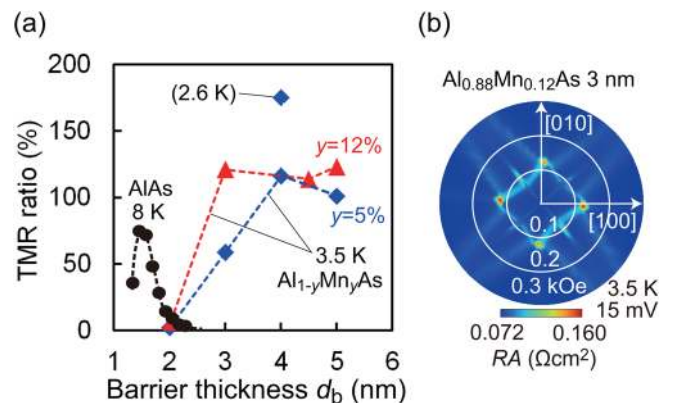 (a)
TMR ratio (%)
200
150
100
50
0
(2.6 K)
y=12%
AlAs
8 K
y=5%
3.5 K
Al1-yMnyAs
1 2 3 4 5 6
Barrier thickness db (nm)
(b)
Al0.88Mn0.12As 3 nm
[010]
[100]
0.1
0.2
0.3 kOe
3.5 K
15 mV
0.072 0.160
RA (Ωcm²)